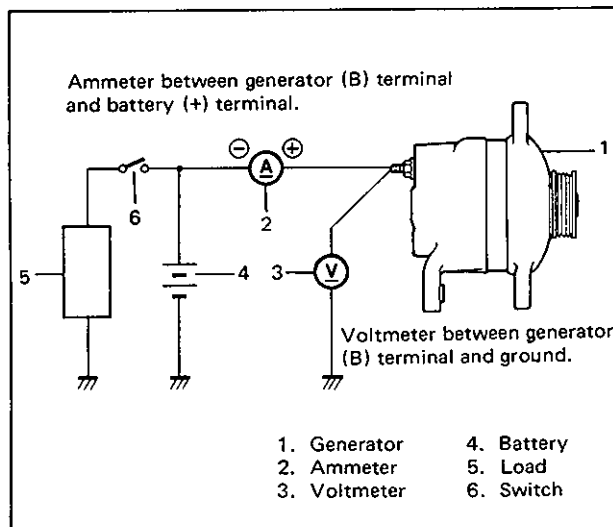 Ammeter between generator (B) terminal
and battery (+) terminal.
⊖ A ⊕
1
6
2
5
4
3
V
Voltmeter between generator
(B) terminal and ground.
1. Generator
2. Ammeter
3. Voltmeter
4. Battery
5. Load
6. Switch